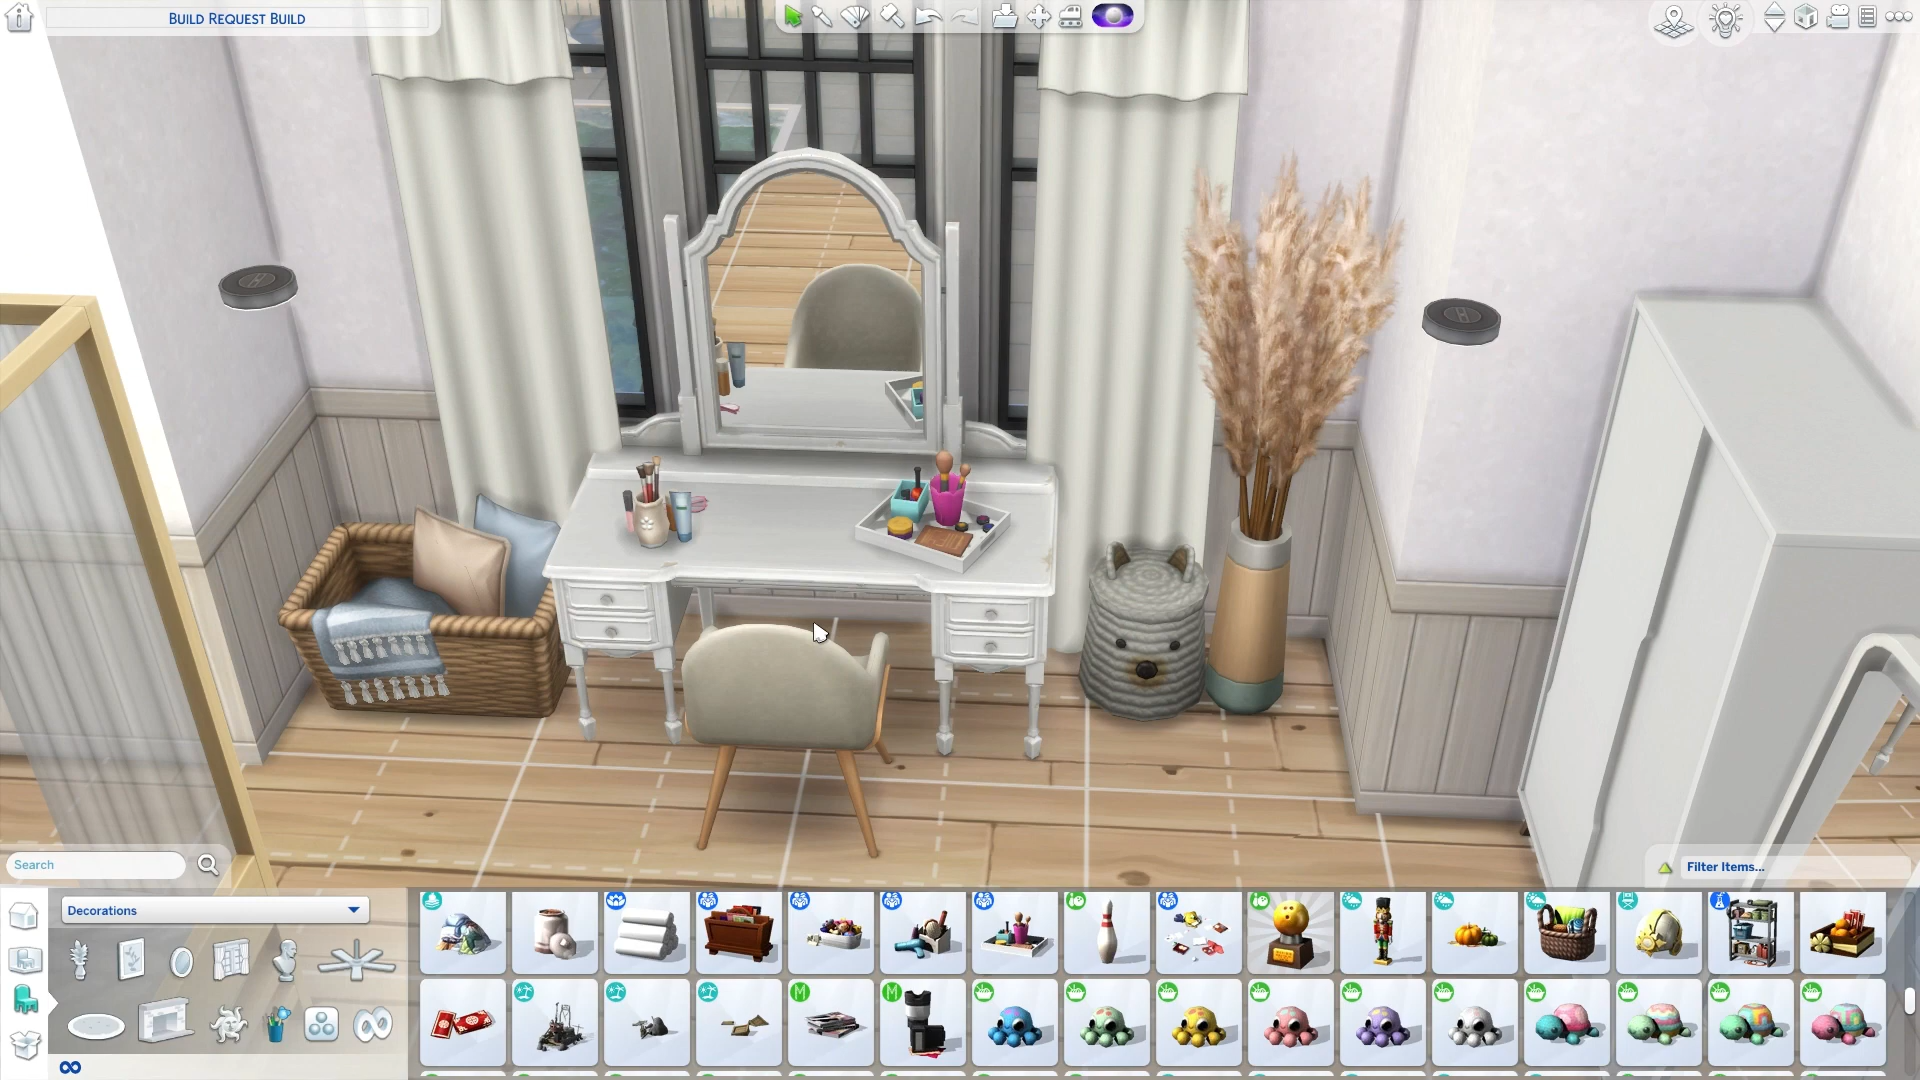 Build Request Build
Search
Filter Items...
Decorations